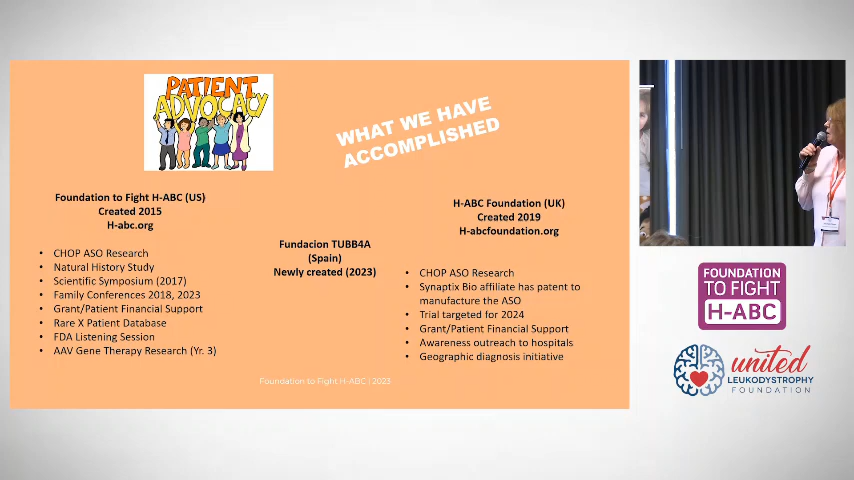 PATIENT
ADVOCACY
WHAT WE HAVE
ACCOMPLISHED
Foundation to Fight H-ABC (US)
Created 2015
H-abc.org
• CHOP ASO Research
• Natural History Study
• Scientific Symposium (2017)
• Family Conferences 2018, 2023
• Grant/Patient Financial Support
• Rare X Patient Database
• FDA Listening Session
• AAV Gene Therapy Research (Yr. 3)
Fundacion TUBB4A
(Spain)
Newly created (2023)
H-ABC Foundation (UK)
Created 2019
H-abcfoundation.org
• CHOP ASO Research
• Synaptix Bio affiliate has patent to
manufacture the ASO
• Trial targeted for 2024
• Grant/Patient Financial Support
• Awareness outreach to hospitals
• Geographic diagnosis initiative
Foundation to Fight H-ABC | 2023
FOUNDATION
TO FIGHT
H-ABC
united
LEUKODYSTROPHY
FOUNDATION